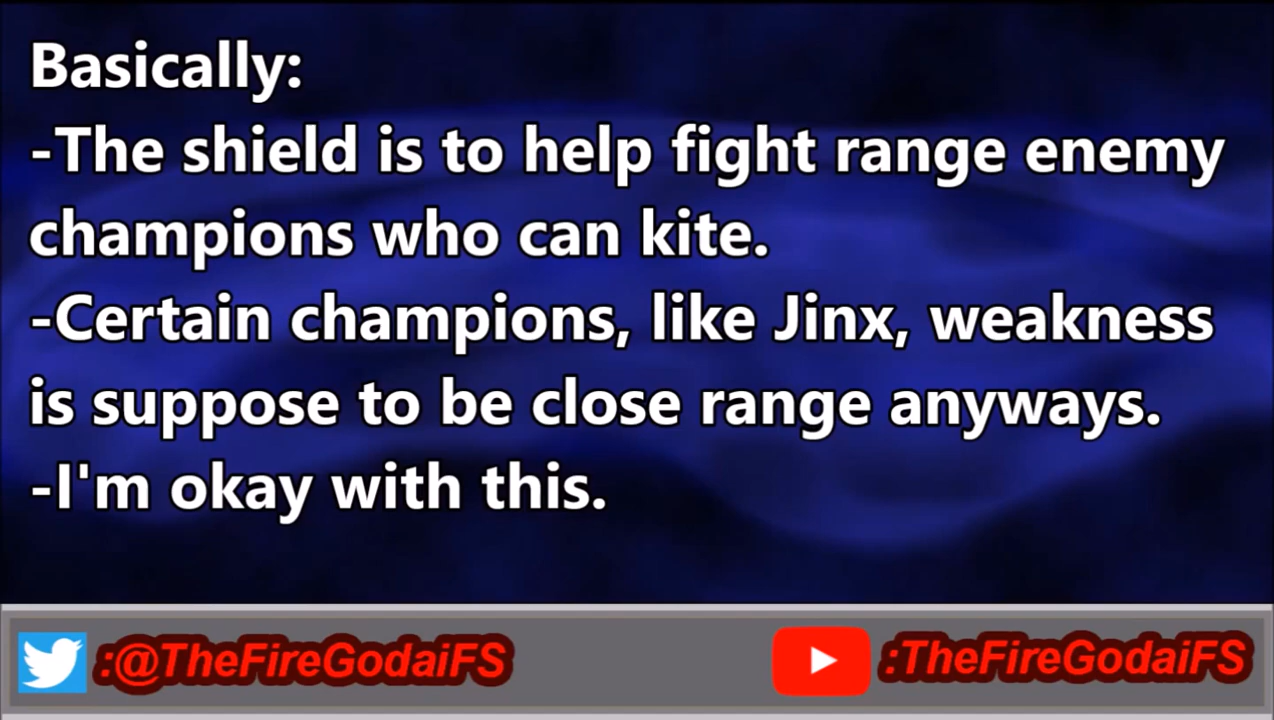 Basically:
-The shield is to help fight range enemy
champions who can kite.
-Certain champions, like Jinx, weakness
is suppose to be close range anyways.
-I'm okay with this.
:@TheFireGodaiFS
:TheFireGodaiFS